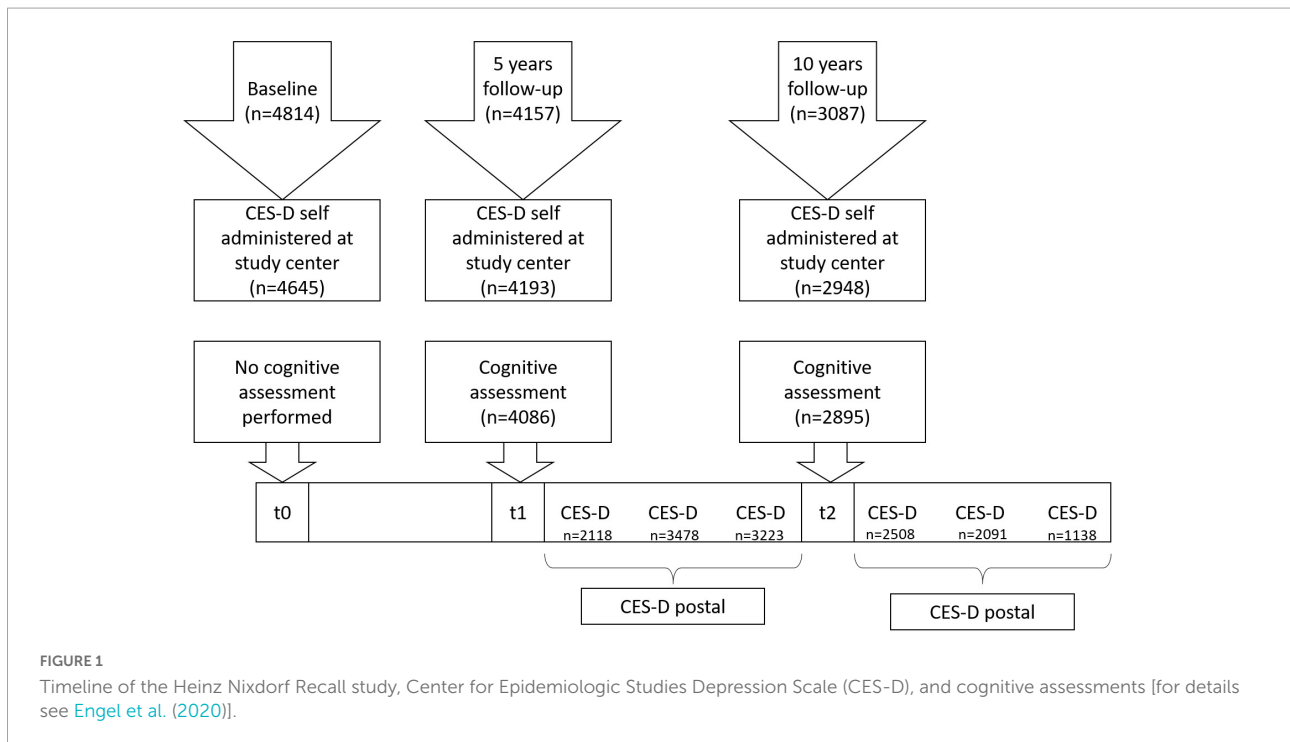 Baseline
(n=4814)
5 years
follow-up
(n=4157)
10 years
follow-up
(n=3087)
CES-D self
administered at
study center
(n=4645)
CES-D self
administered at
study center
(n=4193)
CES-D self
administered at
study center
(n=2948)
No cognitive
assessment
performed
Cognitive
assessment
(n=4086)
Cognitive
assessment
(n=2895)
t0
t1
CES-D
n=2118
CES-D
n=3478
CES-D
n=3223
t2
CES-D
n=2508
CES-D
n=2091
CES-D
n=1138
CES-D postal
CES-D postal
FIGURE 1
Timeline of the Heinz Nixdorf Recall study, Center for Epidemiologic Studies Depression Scale (CES-D), and cognitive assessments [for details
see Engel et al. (2020)].